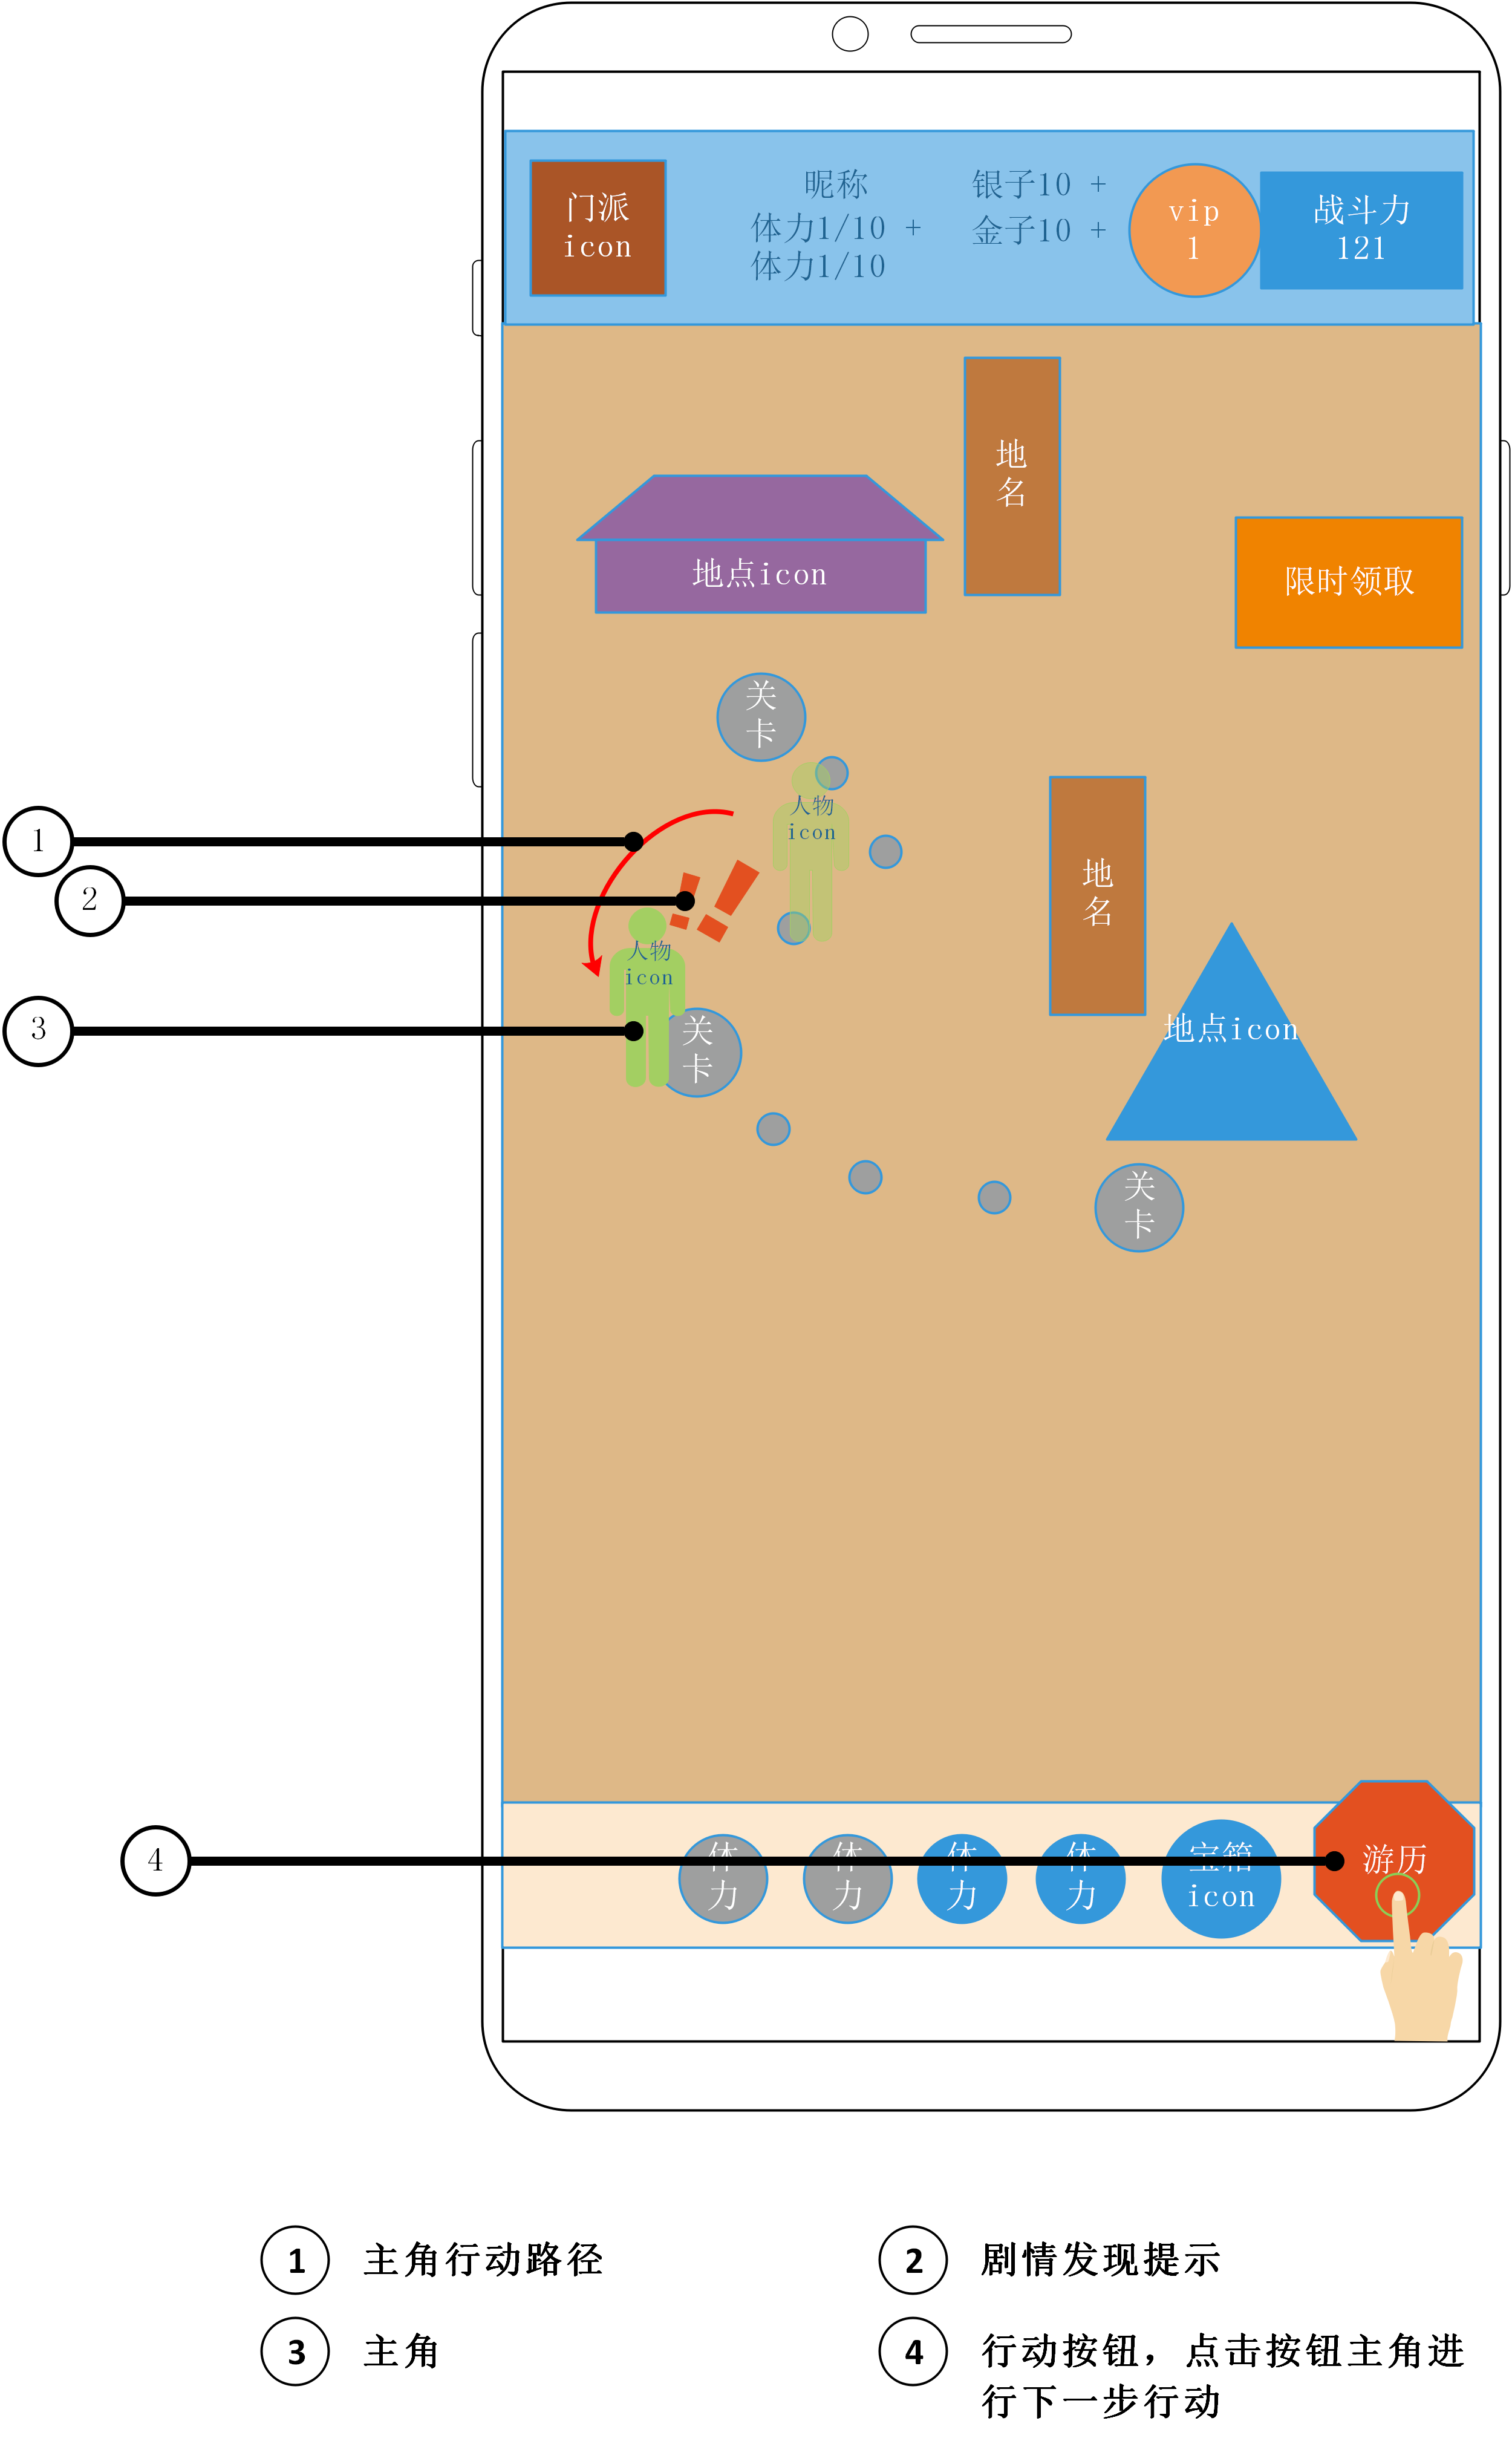 门派
icon
昵称
体力1/10 +
体力1/10
银子10 +
金子10 +
vip
1
战斗力
121
地
名
地点icon
限时领取
关
卡
人物
icon
1
2
地
名
人物
icon
3
关
卡
地点icon
关
卡
4
体
力
体
力
体
力
体
力
宝箱
icon
游历
1 主角行动路径
2 剧情发现提示
3 主角
4 行动按钮，点击按钮主角进
行下一步行动